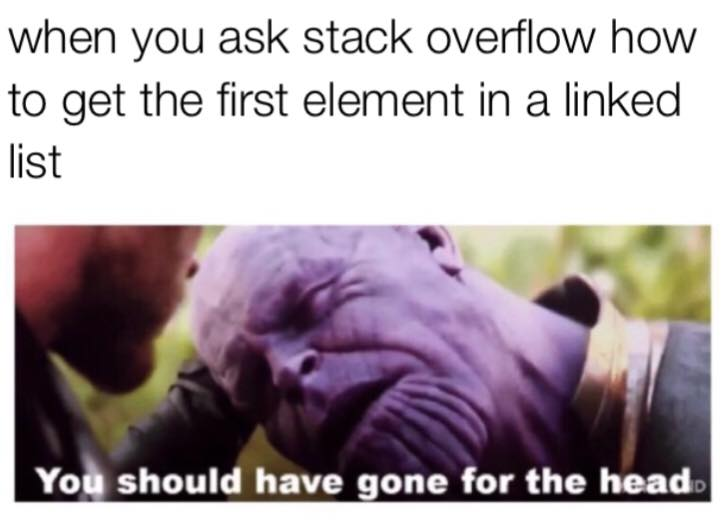 when you ask stack overflow how
to get the first element in a linked
list
You should have gone for the head